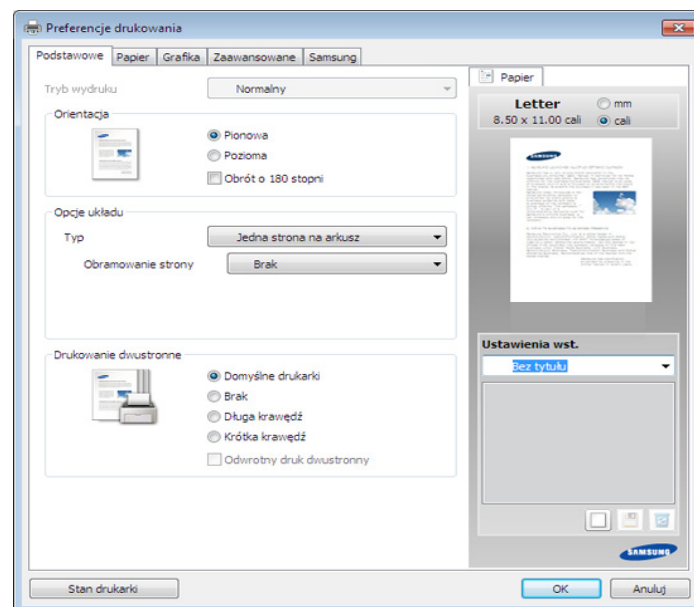 Preferencje drukowania
Podstawowe Papier Grafika Zaawansowane Samsung
Tryb wydruku Normalny
Orientacja
Pionowa
Pozioma
Obrót o 180 stopni
Opcje układu
Typ Jedna strona na arkusz
Obramowanie strony Brak
Drukowanie dwustronne
Domyślne drukarki
Brak
Długa krawędź
Krótka krawędź
Odwrotny druk dwustronny
Papier
Letter mm
8.50 x 11.00 cali cali
SAMSUNG
Ustawienia wst.
Bez tytułu
SAMSUNG
Stan drukarki OK Anuluj